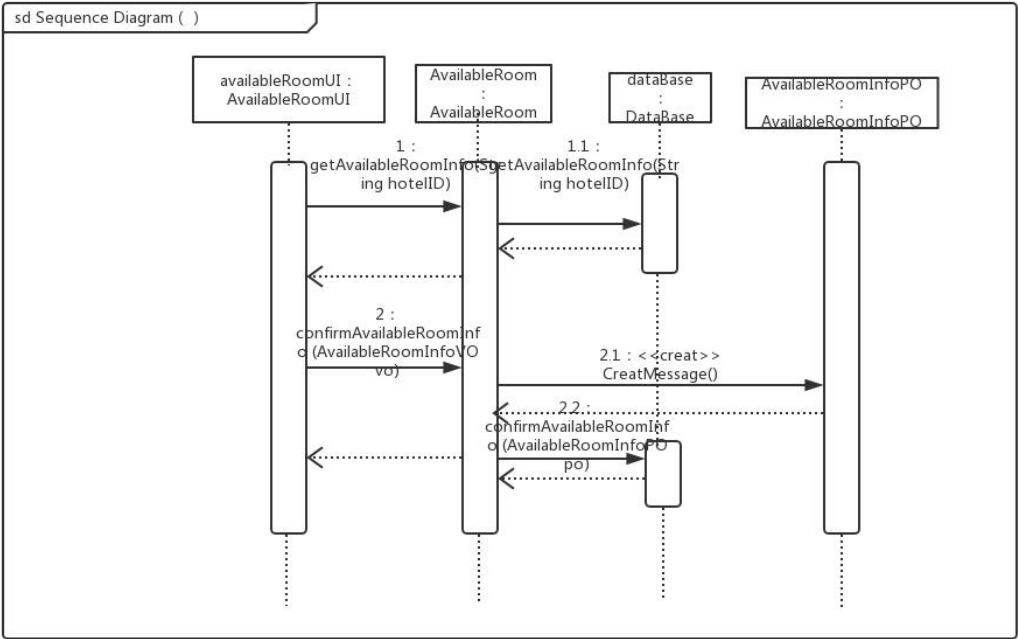 sd Sequence Diagram ( )
availableRoomUI :
AvailableRoomUI
AvailableRoom
:
AvailableRoom
dataBase
:
DataBase
AvailableRoomInfoPO
:
AvailableRoomInfoPO
1 :
getAvailableRoomInfo(Str
ing hotelID)
1.1 :
getAvailableRoomInfo(Str
ing hotelID)
2 :
confirmAvailableRoomInf
o (AvailableRoomInfoVO
vo)
2.1 : <<creat>>
CreatMessage()
2.2 :
confirmAvailableRoomInf
o (AvailableRoomInfoPO
po)